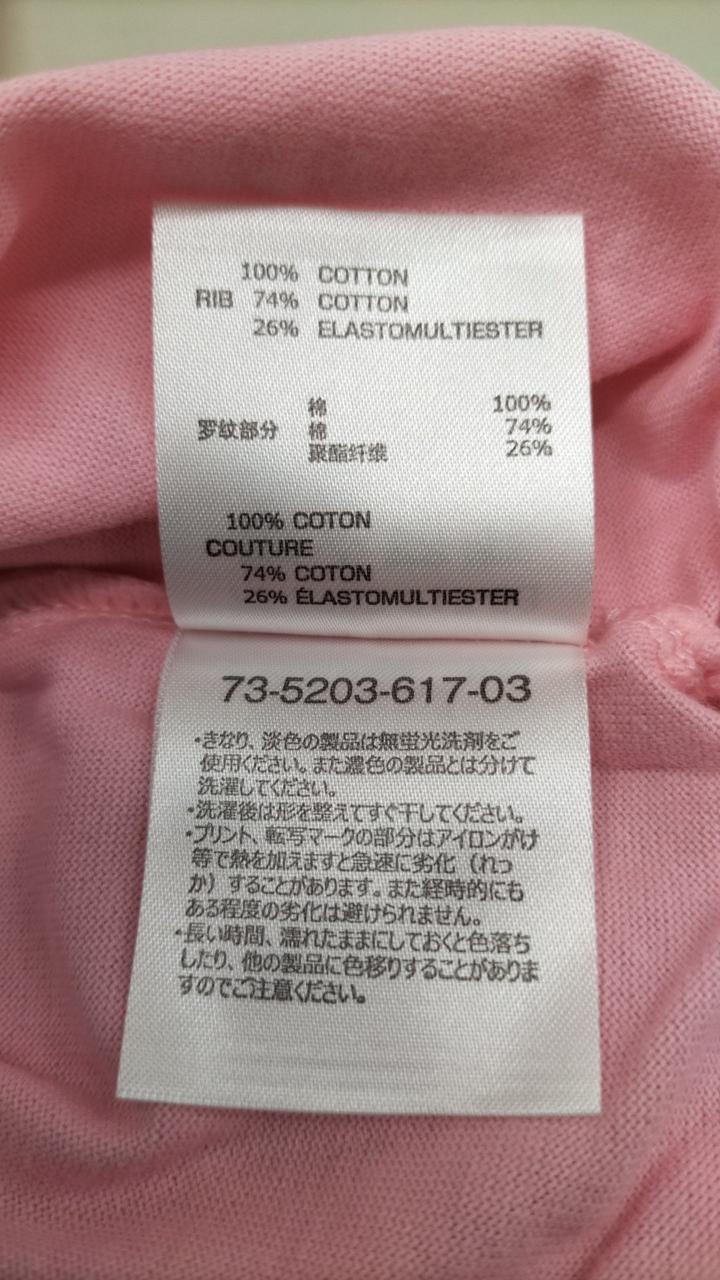 100% COTTON
RIB 74% COTTON
26% ELASTOMULTIESTER
棉 100%
罗纹部分 棉 74%
聚酯纤维 26%
100% COTON
COUTURE
74% COTON
26% ÉLASTOMULTIESTER
73-5203-617-03
・きなり、淡色の製品は無蛍光洗剤をご
使用ください。また濃色の製品とは分けて
洗濯してください。
・洗濯後は形を整えてすぐ干してください。
・プリント、転写マークの部分はアイロンがけ
等で熱を加えますと急速に劣化（れっ
か）することがあります。また経時的にも
ある程度の劣化は避けられません。
・長い時間、濡れたままにしておくと色落ち
したり、他の製品に色移りすることがありま
すのでご注意ください。